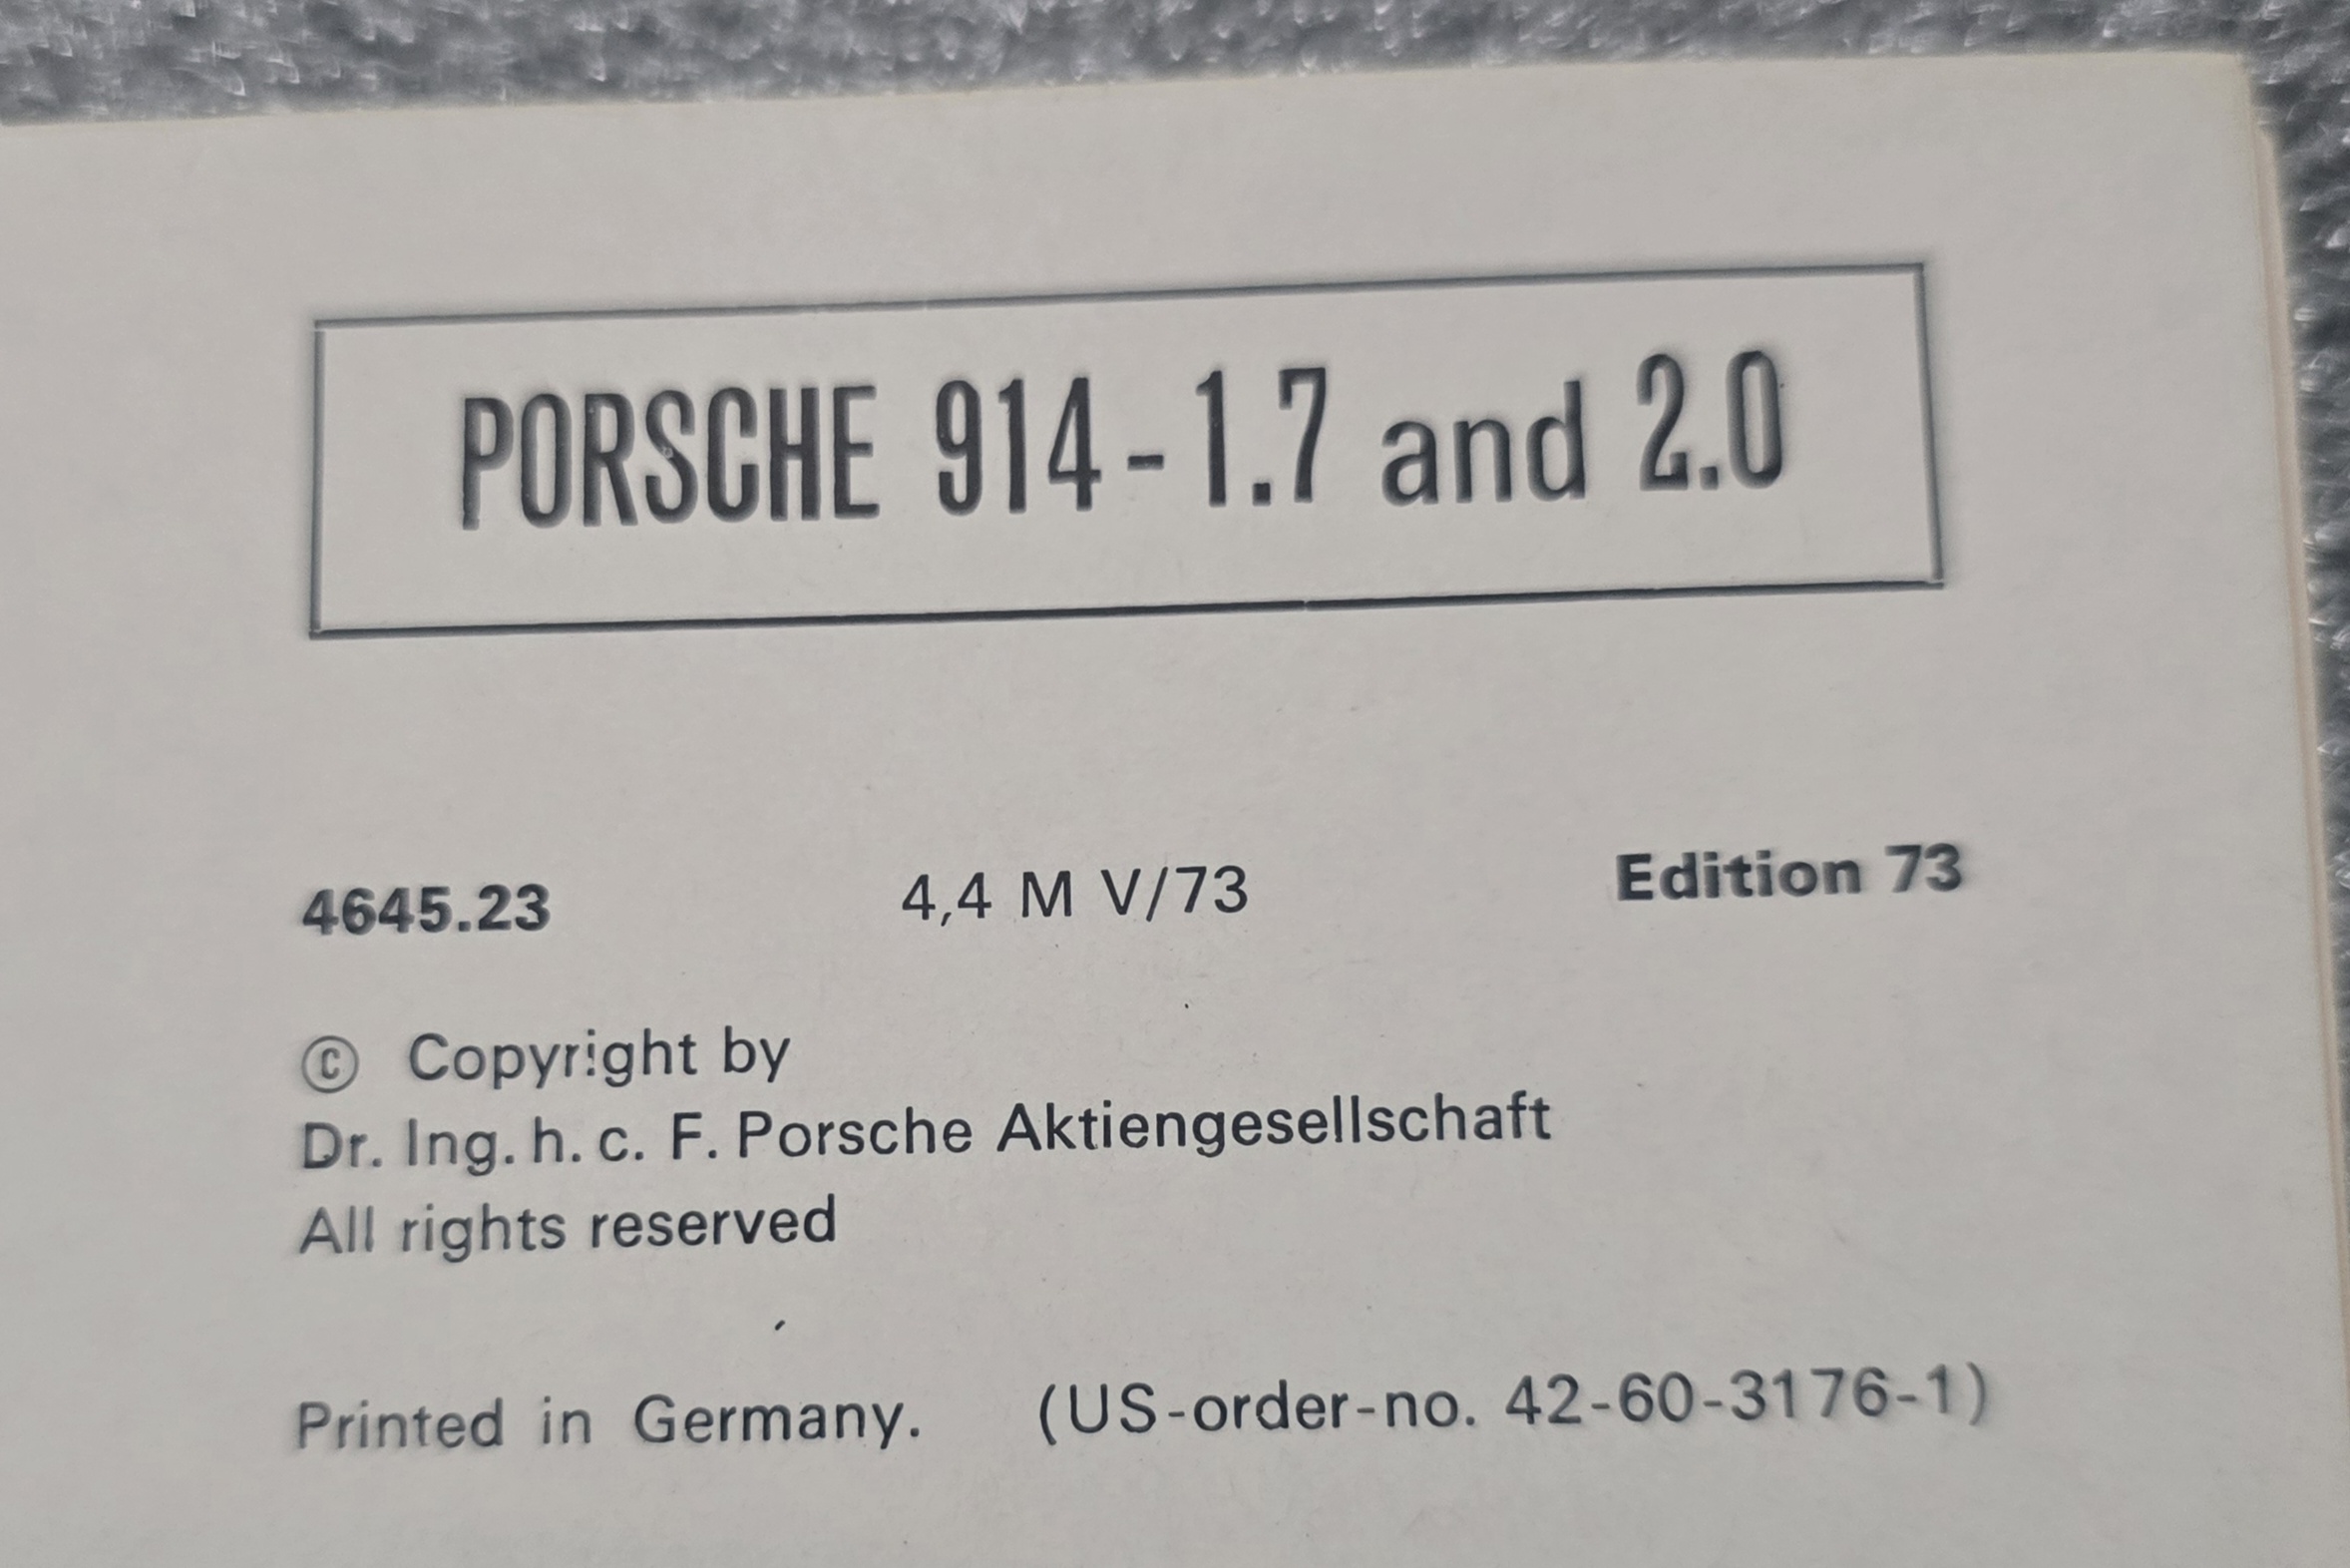 PORSCHE 914-1.7 and 2.0
4645.23 4,4 M V/73 Edition 73
© Copyright by
Dr. Ing. h. c. F. Porsche Aktiengesellschaft
All rights reserved
Printed in Germany. (US-order-no. 42-60-3176-1)